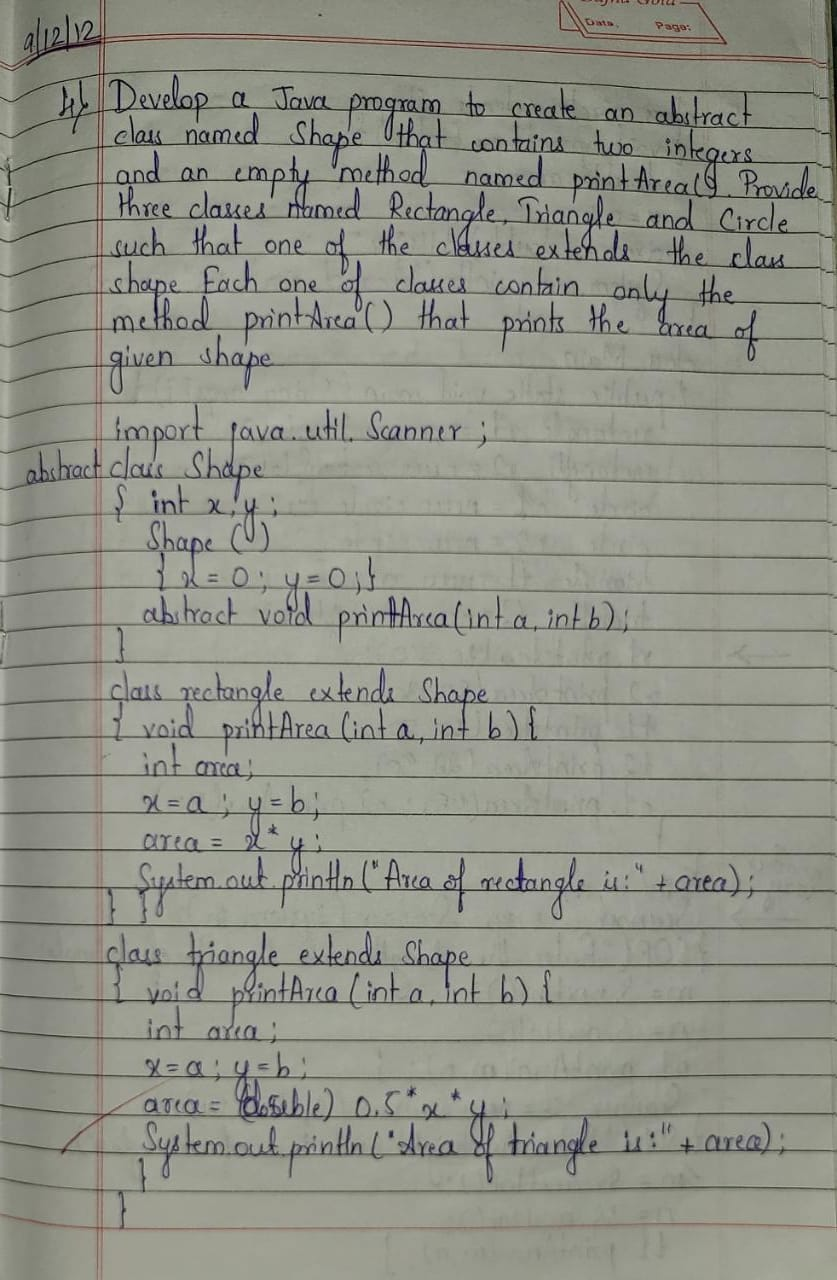 Date. Page:
9/12/12
4) Develop a Java program to create an abstract
class named Shape that contains two integers
and an empty method named printArea(). Provide
three classes named Rectangle, Triangle and Circle
such that one of the classes extends the class
shape Each one of classes contain only the
method printArea() that prints the area of
given shape
import java.util.Scanner;
abstract class Shape
{ int x, y;
Shape ()
{ x = 0; y = 0; }
abstract void printArea(int a, int b);
}
class rectangle extends Shape
{ void printArea (int a, int b) {
int area;
x = a ; y = b;
area = x * y;
System.out.println ("Area of rectangle is:" + area);
} }
class triangle extends Shape
{ void printArea (int a, int b) {
int area;
x = a; y = b;
area = (double) 0.5 * x * y;
System.out.println ("Area of triangle is:" + area);
}
}